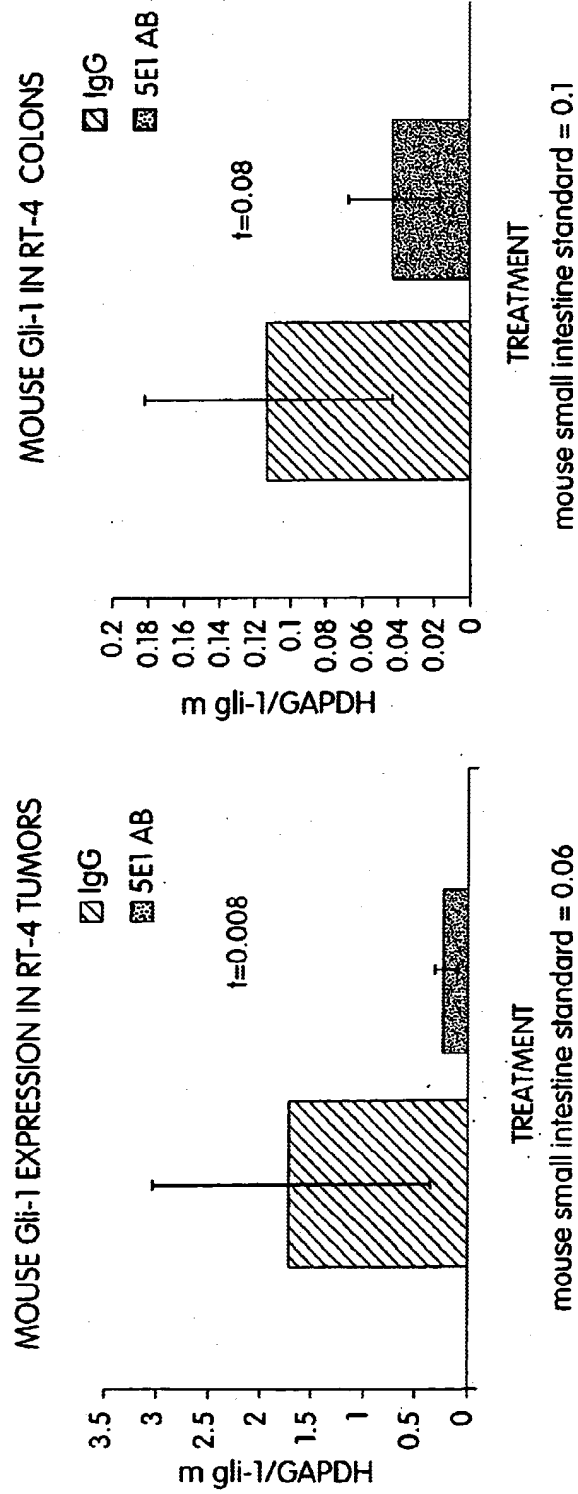 MOUSE Gli-1 EXPRESSION IN RT-4 TUMORS
IgG
5E1 AB
t=0.008
3.5
3
2.5
2
1.5
1
0.5
0
m gli-1/GAPDH
TREATMENT
mouse small intestine standard = 0.06
MOUSE Gli-1 IN RT-4 COLONS
IgG
5E1 AB
t=0.08
0.2
0.18
0.16
0.14
0.12
0.1
0.08
0.06
0.04
0.02
0
m gli-1/GAPDH
TREATMENT
mouse small intestine standard = 0.1